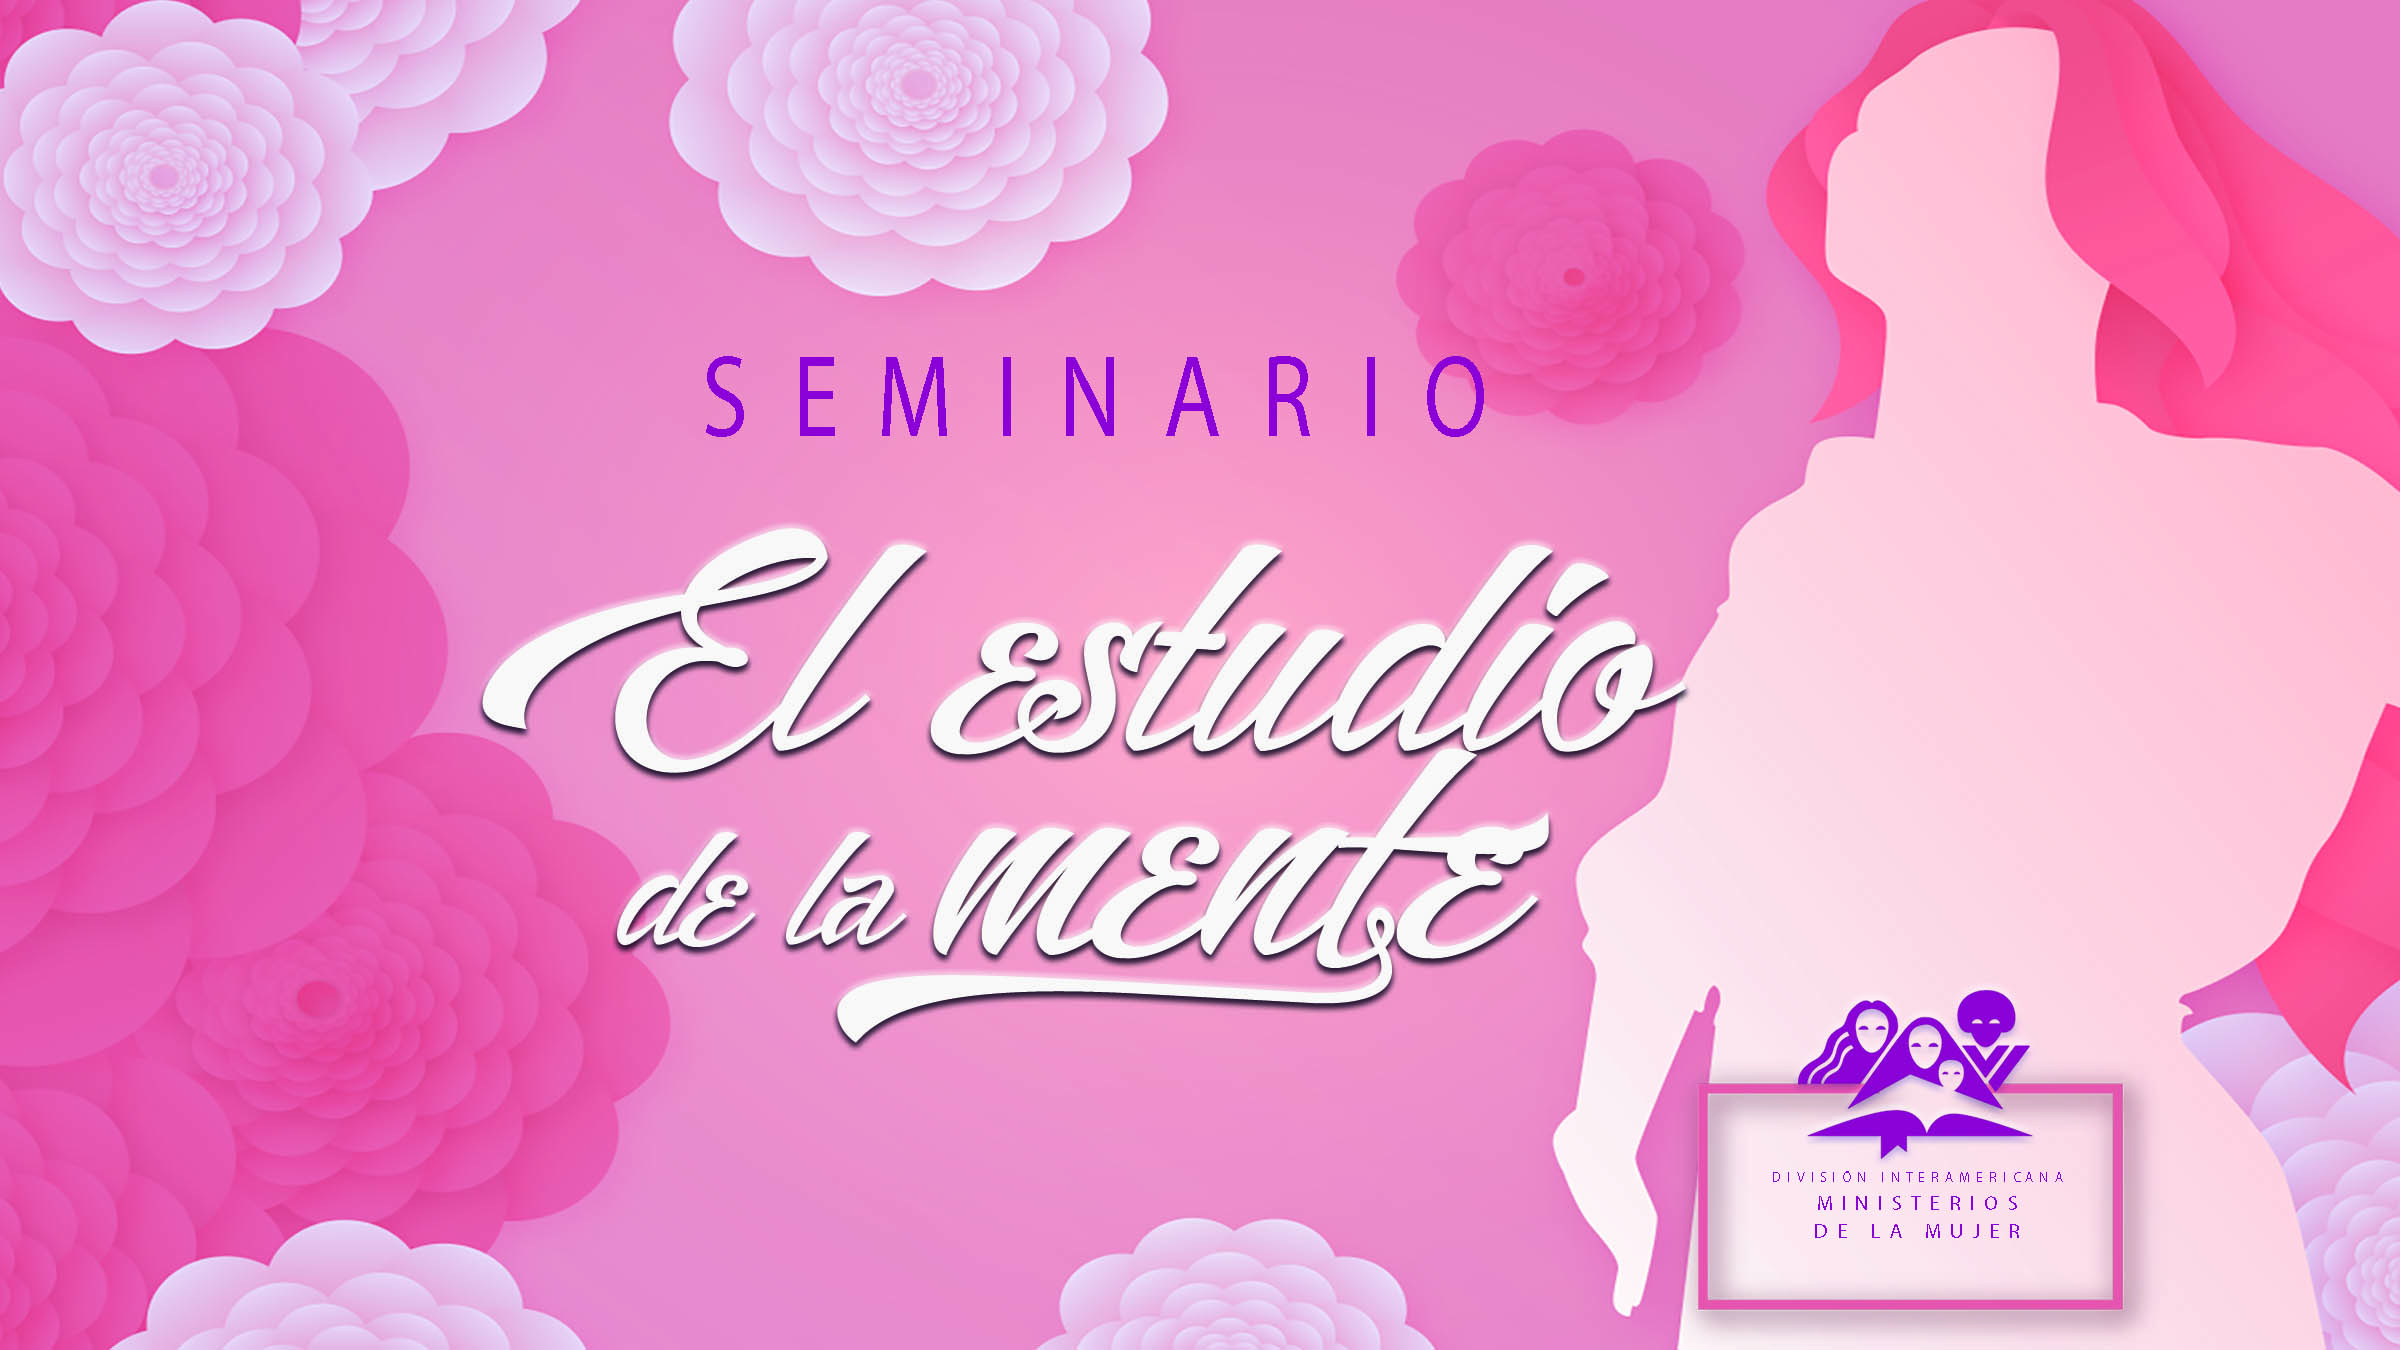 SEMINARIO
El estudio
de la mente
DIVISIÓN INTERAMERICANA
MINISTERIOS
DE LA MUJER